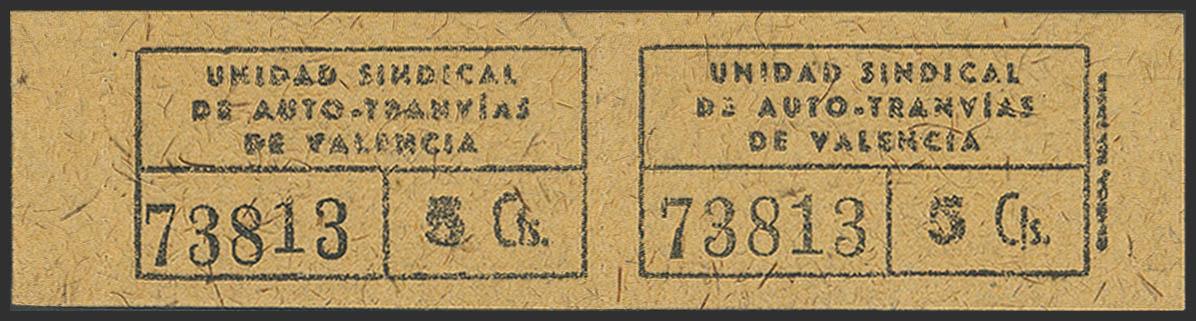 UNIDAD SINDICAL
DE AUTO-TRANVÍAS
DE VALENCIA
73813 5 Cts.
UNIDAD SINDICAL
DE AUTO-TRANVÍAS
DE VALENCIA
73813 5 Cts.